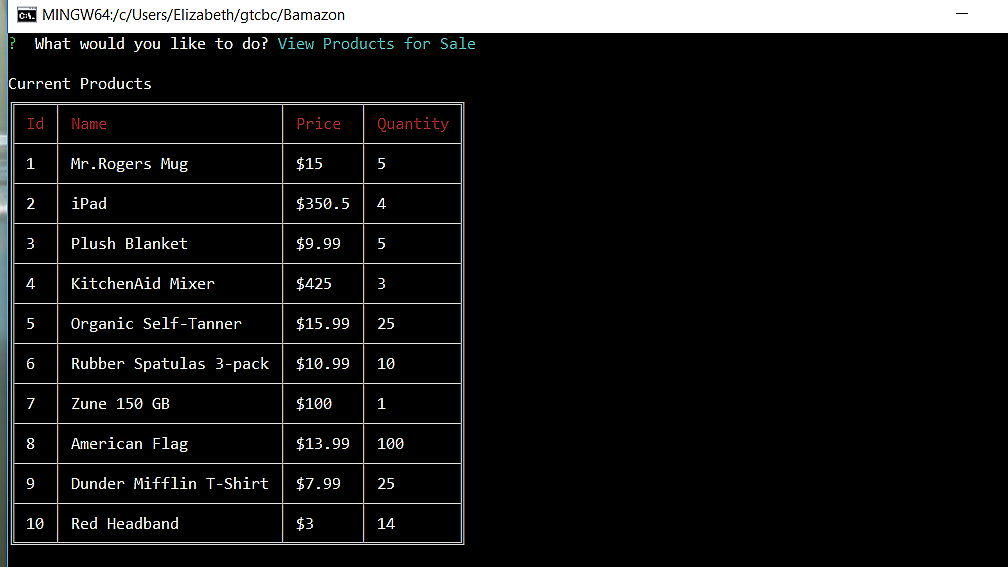 MINGW64:/c/Users/Elizabeth/gtcbc/Bamazon
? What would you like to do? View Products for Sale
Current Products
Id Name Price Quantity
1 Mr.Rogers Mug $15 5
2 iPad $350.5 4
3 Plush Blanket $9.99 5
4 KitchenAid Mixer $425 3
5 Organic Self-Tanner $15.99 25
6 Rubber Spatulas 3-pack $10.99 10
7 Zune 150 GB $100 1
8 American Flag $13.99 100
9 Dunder Mifflin T-Shirt $7.99 25
10 Red Headband $3 14